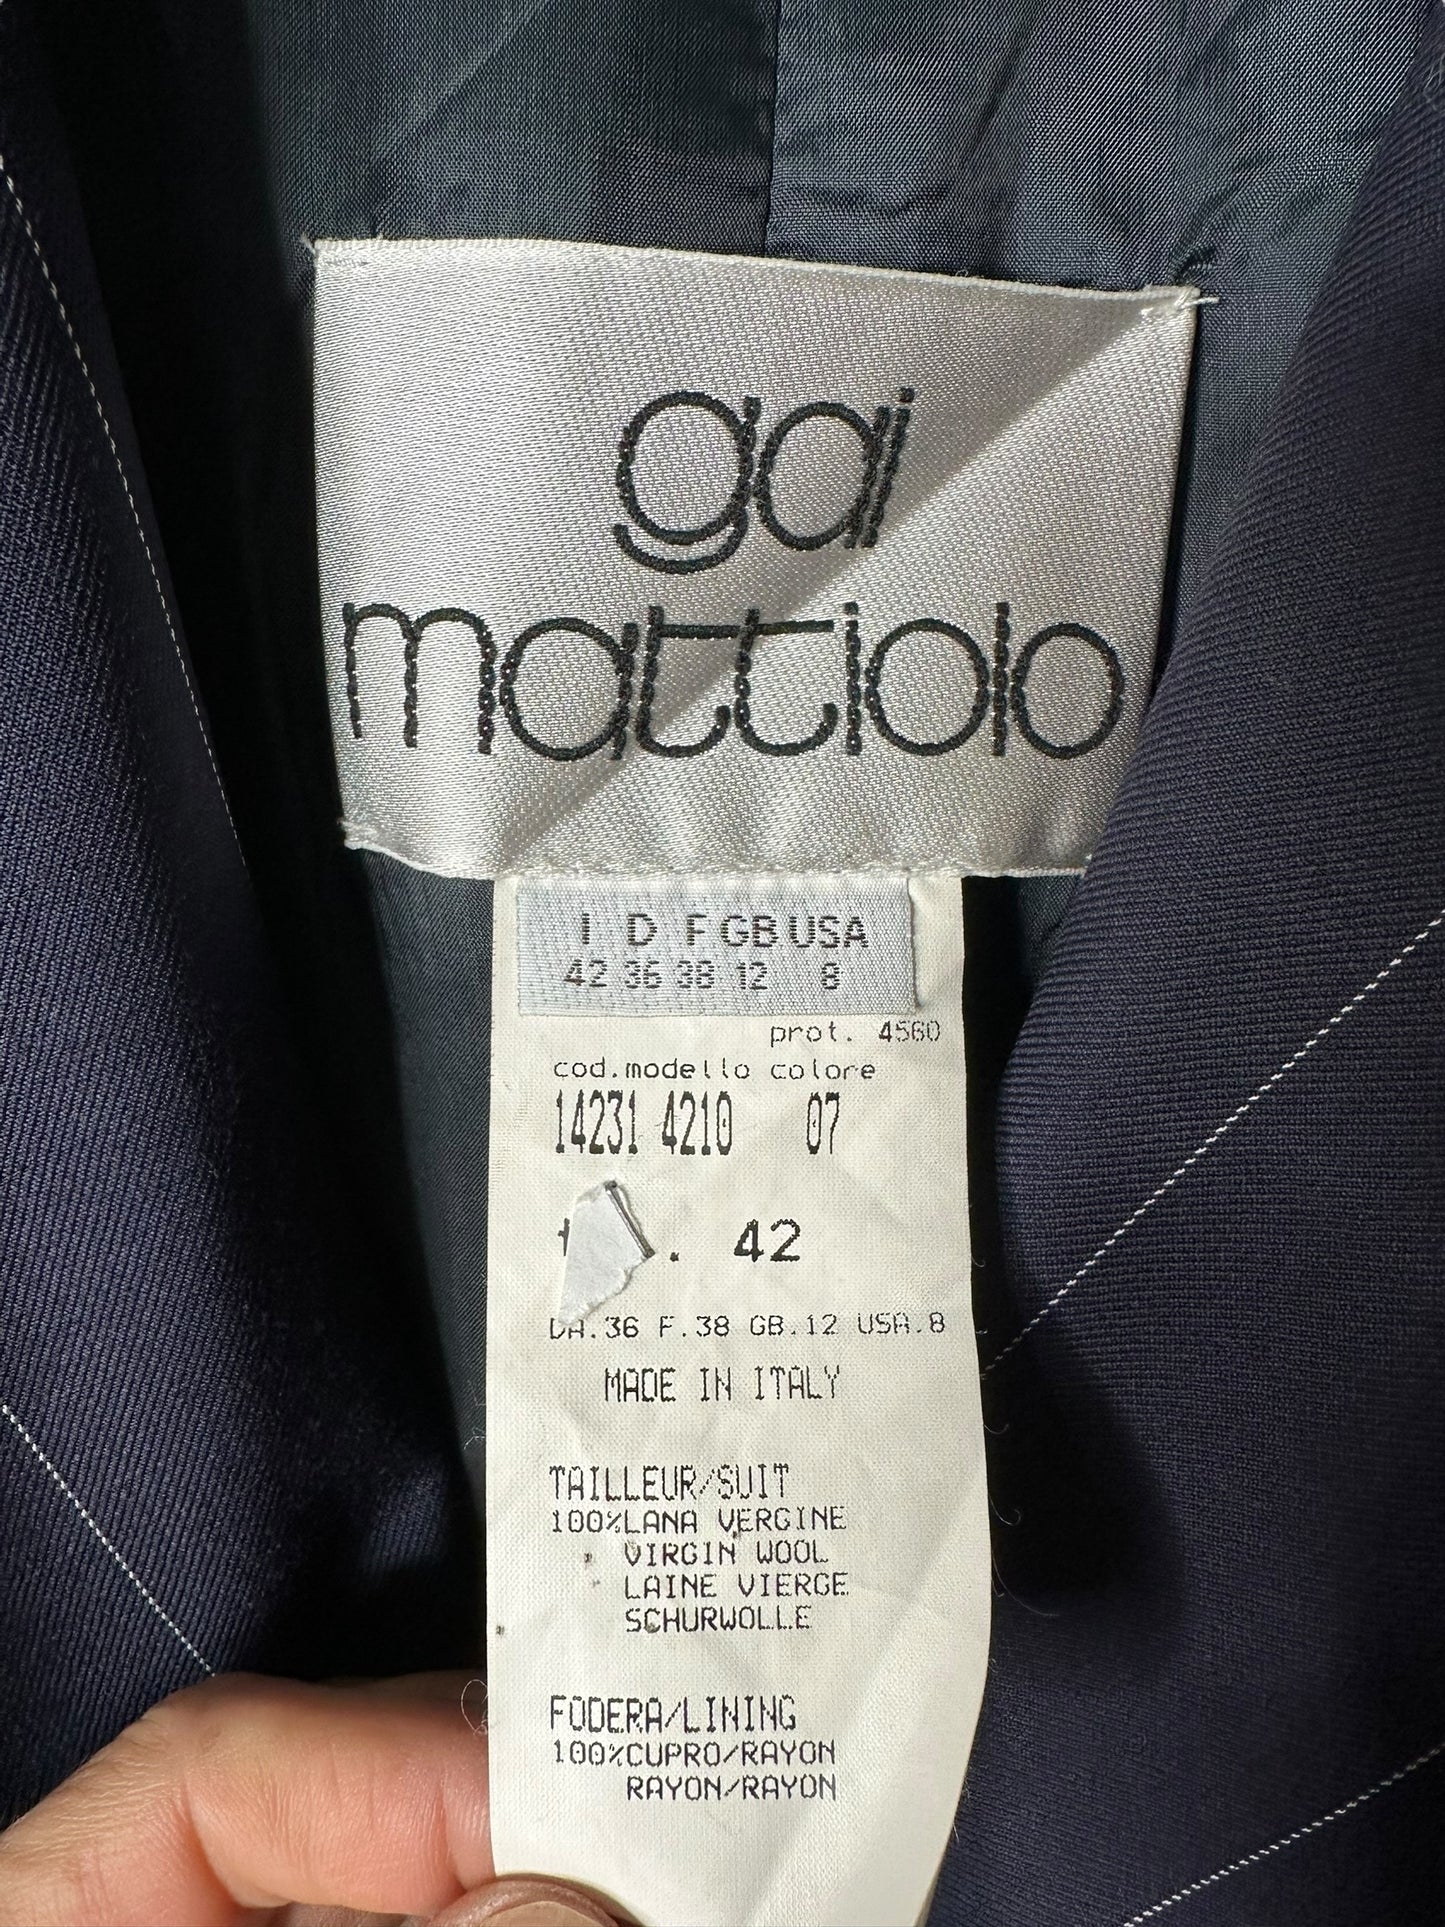 gai
mattiolo
I D F GB USA
42 36 38 12 8
prot. 4560
cod.modello colore
14231 4210 07
. 42
DA.36 F.38 GB.12 USA.8
MADE IN ITALY
TAILLEUR/SUIT
100%LANA VERGINE
VIRGIN WOOL
LAINE VIERGE
SCHURWOLLE
FODERA/LINING
100%CUPRO/RAYON
RAYON/RAYON